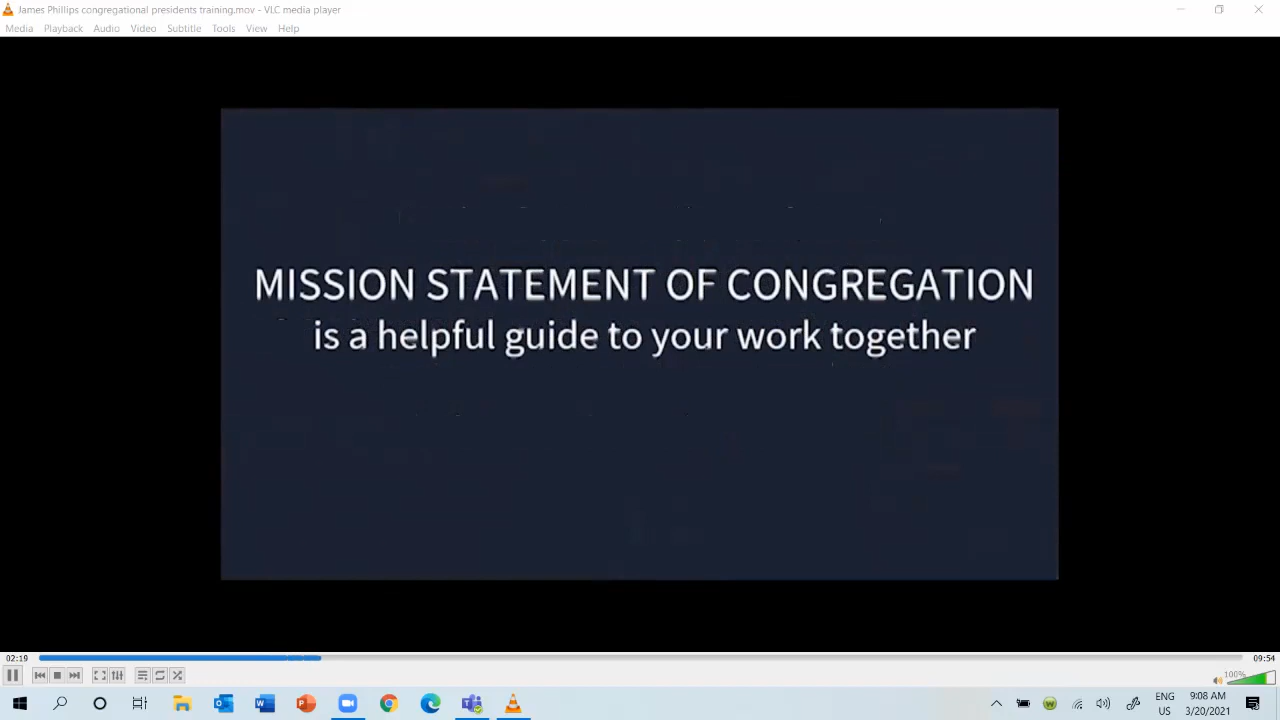 James Phillips congregational presidents training.mov - VLC media player
Media Playback Audio Video Subtitle Tools View Help
MISSION STATEMENT OF CONGREGATION
is a helpful guide to your work together
02:19
09:54
100%
ENG
US
9:08 AM
3/20/2021